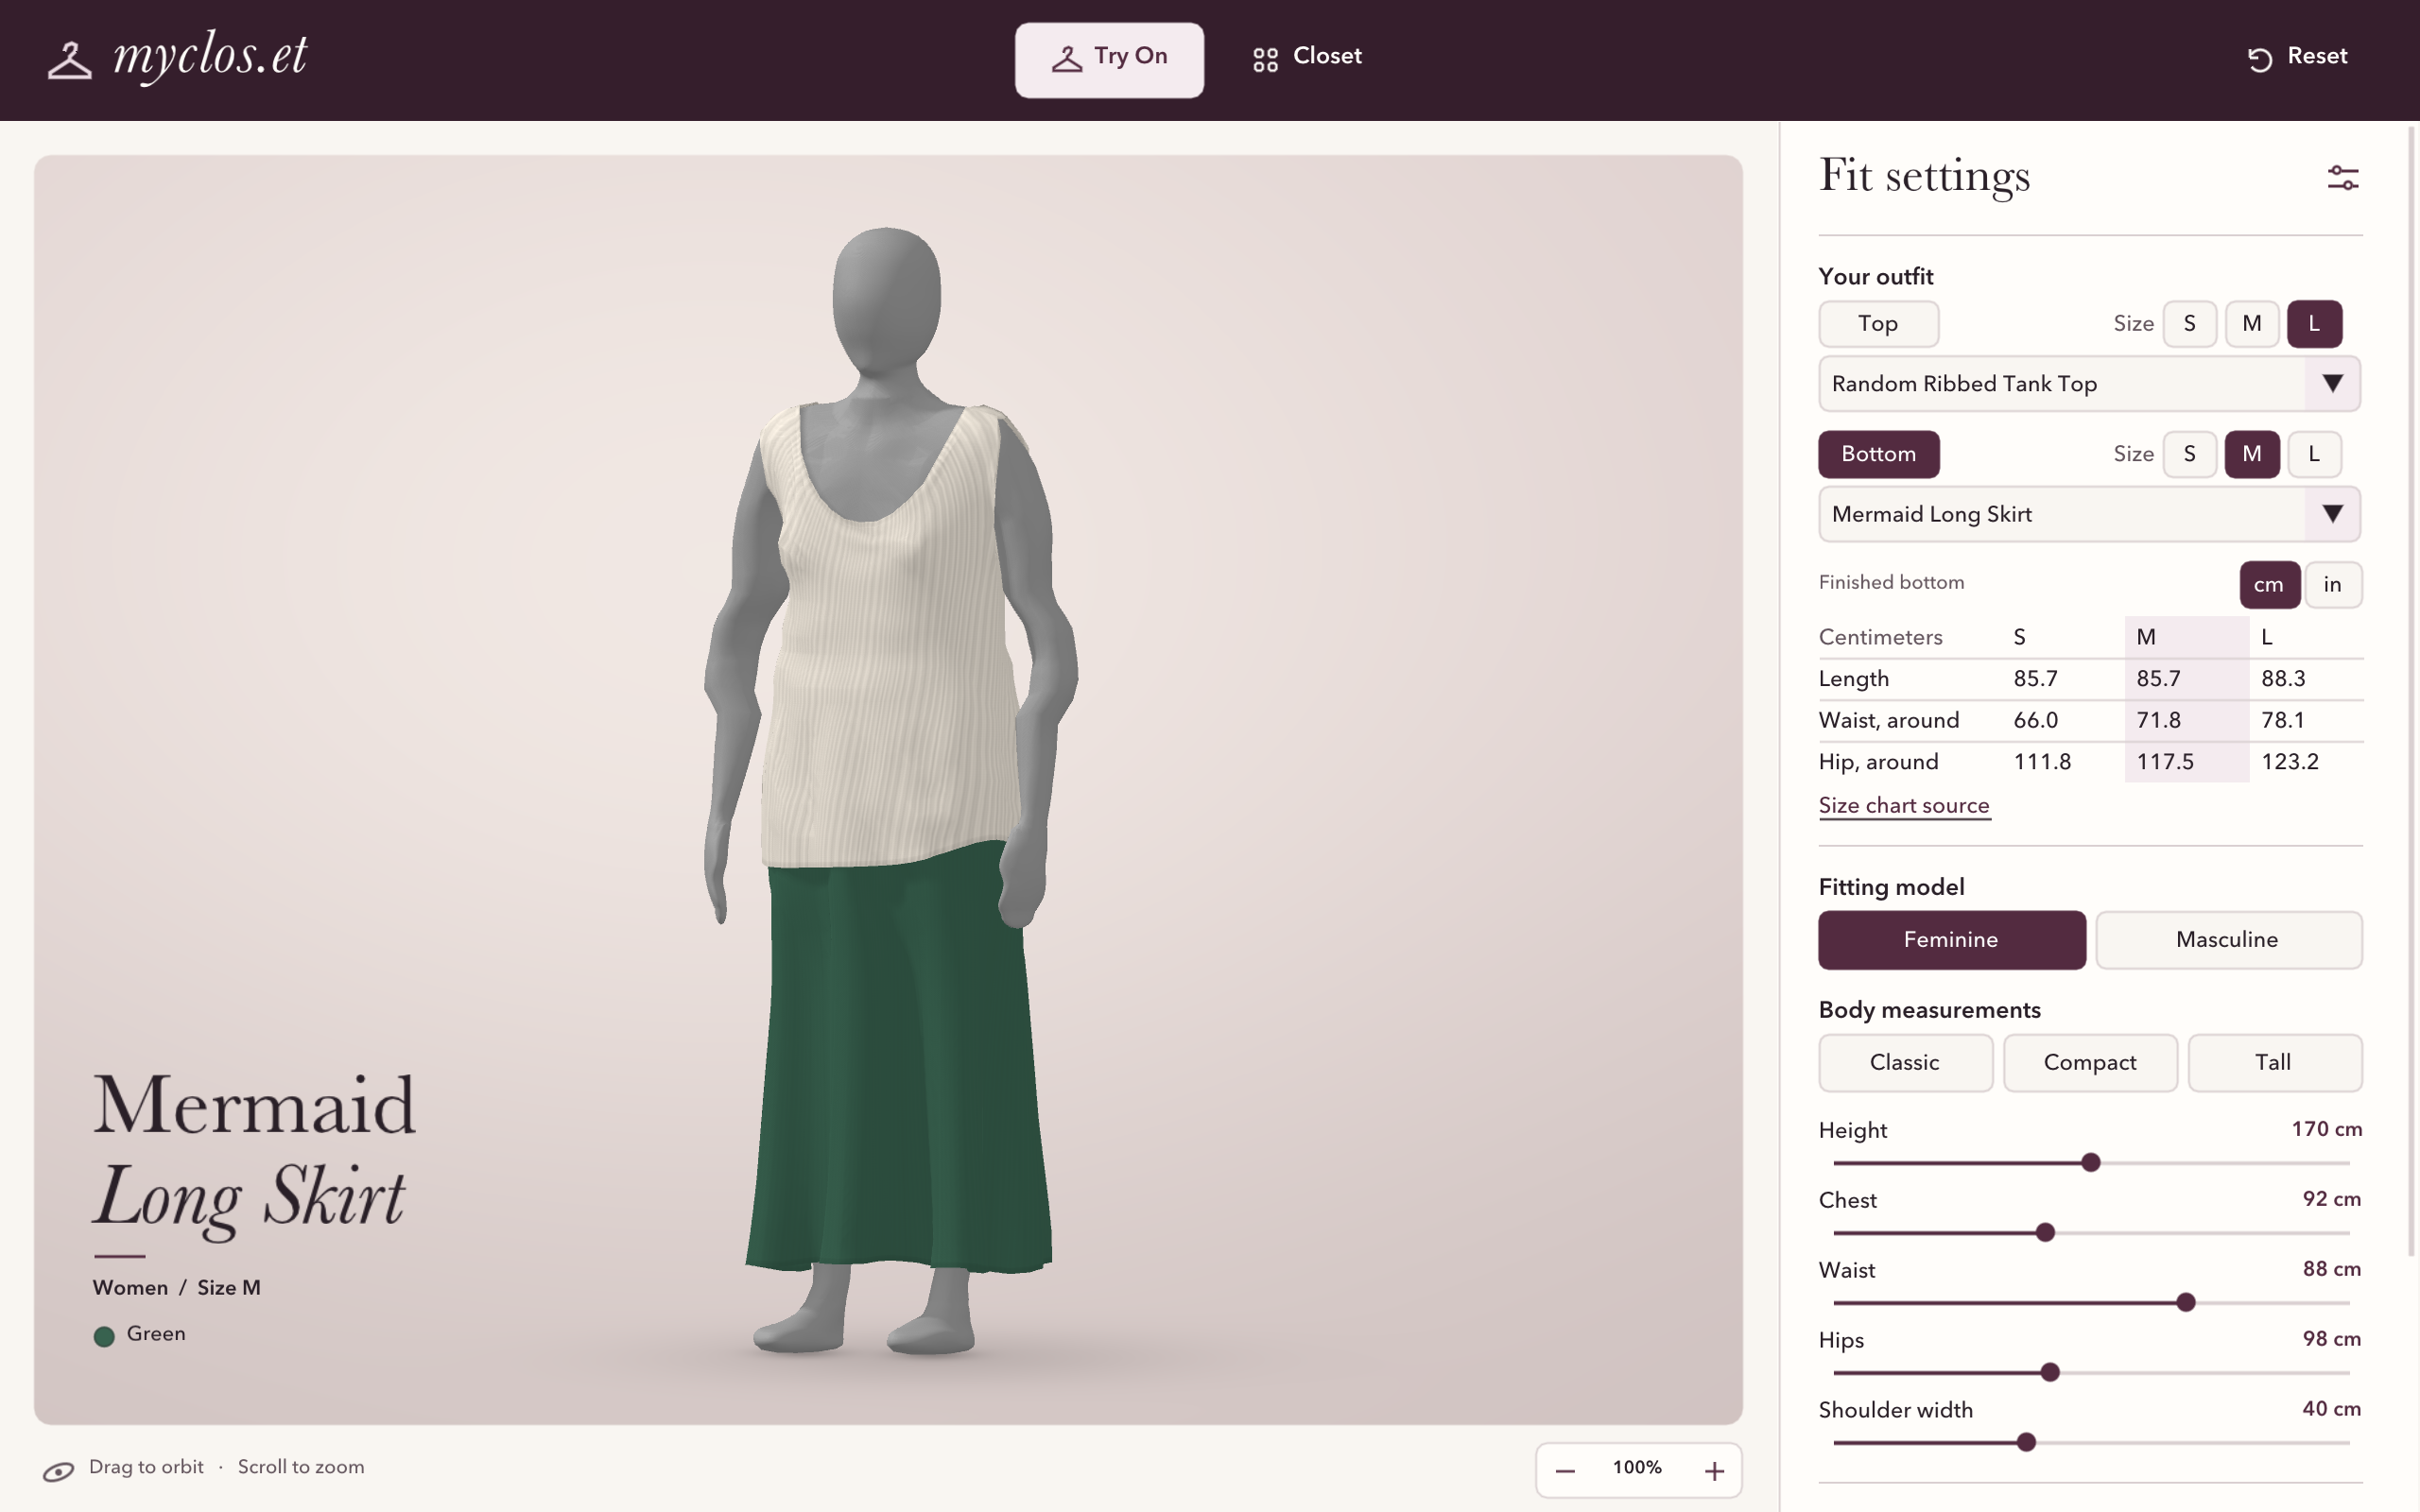 myclos.et
Try On
Closet
Reset
Mermaid
Long Skirt
Women / Size M
Green
Drag to orbit · Scroll to zoom
− 100% +
Fit settings
Your outfit
Top Size S M L
Random Ribbed Tank Top
Bottom Size S M L
Mermaid Long Skirt
Finished bottom cm in
Centimeters S M L
Length 85.7 85.7 88.3
Waist, around 66.0 71.8 78.1
Hip, around 111.8 117.5 123.2
Size chart source
Fitting model
Feminine Masculine
Body measurements
Classic Compact Tall
Height 170 cm
Chest 92 cm
Waist 88 cm
Hips 98 cm
Shoulder width 40 cm